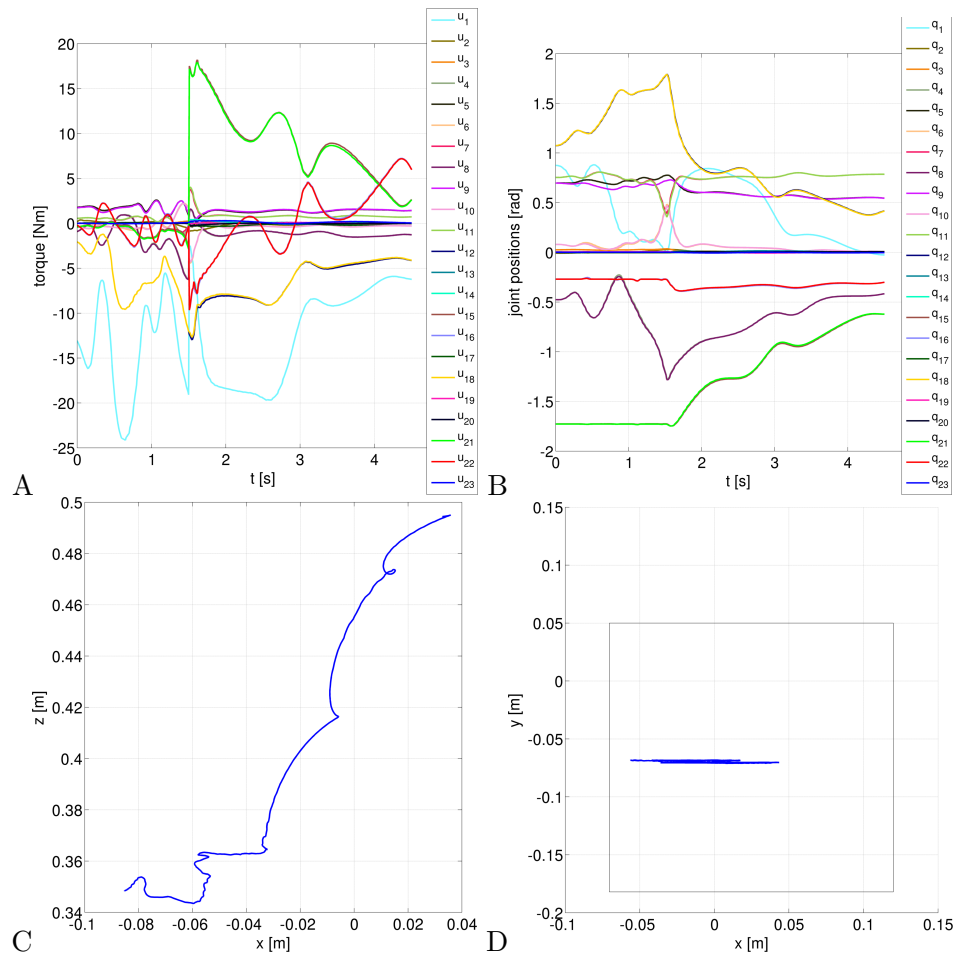 20
15
10
5
0
-5
-10
-15
-20
-25
torque [Nm]
0
1
2
3
4
t [s]
u1
u2
u3
u4
u5
u6
u7
u8
u9
u10
u11
u12
u13
u14
u15
u16
u17
u18
u19
u20
u21
u22
u23
A
2
1.5
1
0.5
0
-0.5
-1
-1.5
-2
joint positions [rad]
0
1
2
3
4
t [s]
q1
q2
q3
q4
q5
q6
q7
q8
q9
q10
q11
q12
q13
q14
q15
q16
q17
q18
q19
q20
q21
q22
q23
B
0.5
0.48
0.46
0.44
0.42
0.4
0.38
0.36
0.34
z [m]
-0.1
-0.08
-0.06
-0.04
-0.02
0
0.02
0.04
x [m]
C
0.15
0.1
0.05
0
-0.05
-0.1
-0.15
-0.2
y [m]
-0.1
-0.05
0
0.05
0.1
0.15
x [m]
D